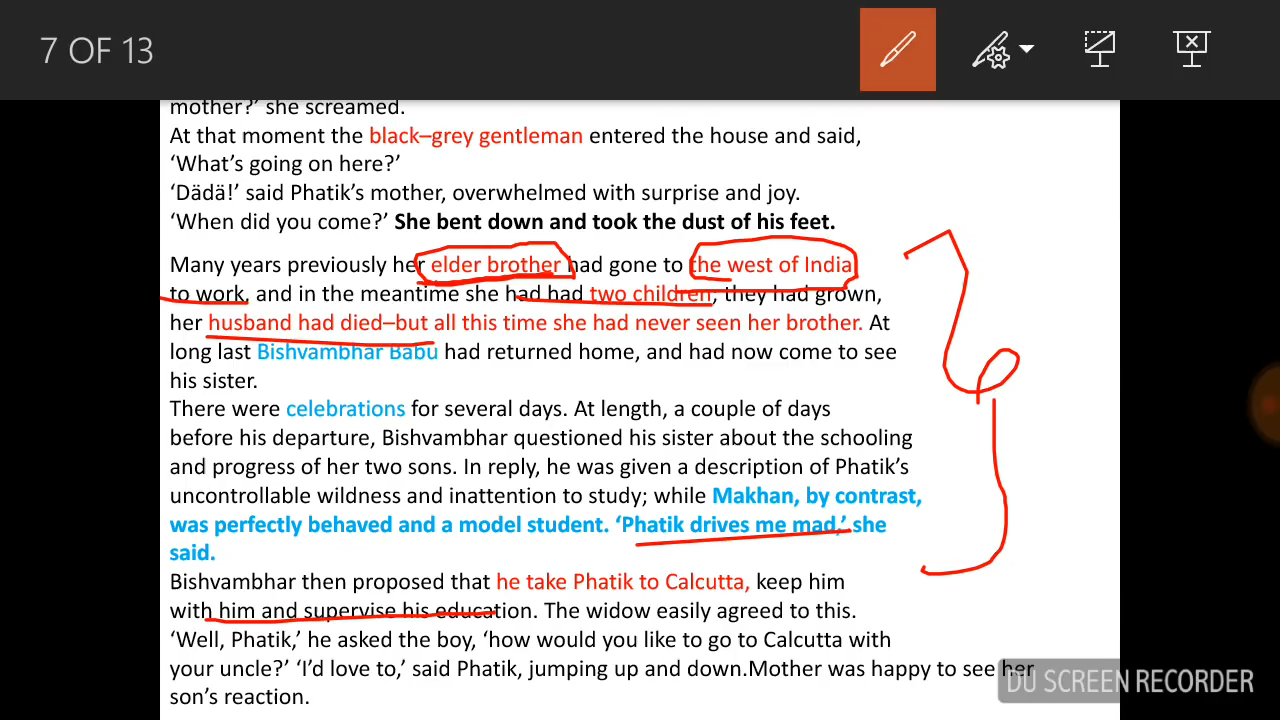 7 OF 13
mother?’ she screamed.
At that moment the black–grey gentleman entered the house and said,
‘What’s going on here?’
‘Dädä!’ said Phatik’s mother, overwhelmed with surprise and joy.
‘When did you come?’ She bent down and took the dust of his feet.
Many years previously her elder brother had gone to the west of India
to work, and in the meantime she had had two children; they had grown,
her husband had died–but all this time she had never seen her brother. At
long last Bishvambhar Babu had returned home, and had now come to see
his sister.
There were celebrations for several days. At length, a couple of days
before his departure, Bishvambhar questioned his sister about the schooling
and progress of her two sons. In reply, he was given a description of Phatik’s
uncontrollable wildness and inattention to study; while Makhan, by contrast,
was perfectly behaved and a model student. ‘Phatik drives me mad,’ she
said.
Bishvambhar then proposed that he take Phatik to Calcutta, keep him
with him and supervise his education. The widow easily agreed to this.
‘Well, Phatik,’ he asked the boy, ‘how would you like to go to Calcutta with
your uncle?’ ‘I’d love to,’ said Phatik, jumping up and down.Mother was happy to see her
son’s reaction.
DU SCREEN RECORDER